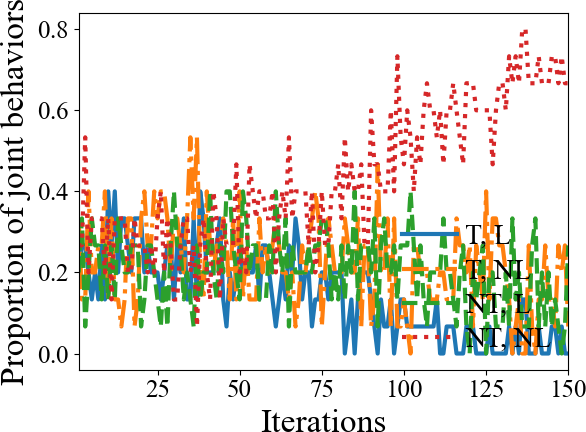 Proportion of joint behaviors
0.8
0.6
0.4
0.2
0.0
T, L
T, NL
NT, L
NT, NL
25 50 75 100 125 150
Iterations